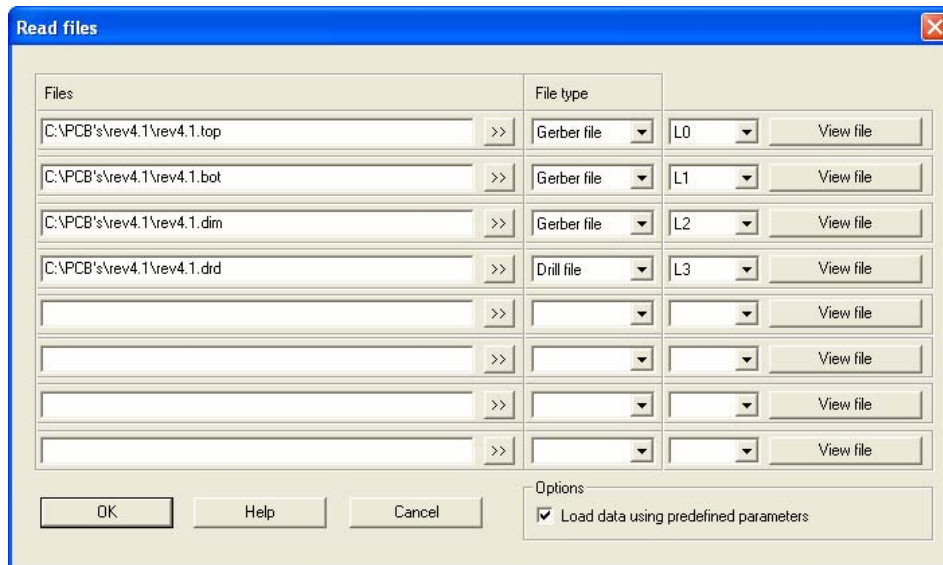 Read files
Files File type
C:\PCB's\rev4.1\rev4.1.top >> Gerber file L0 View file
C:\PCB's\rev4.1\rev4.1.bot >> Gerber file L1 View file
C:\PCB's\rev4.1\rev4.1.dim >> Gerber file L2 View file
C:\PCB's\rev4.1\rev4.1.drd >> Drill file L3 View file
>> View file
>> View file
>> View file
>> View file
Options
OK Help Cancel Load data using predefined parameters